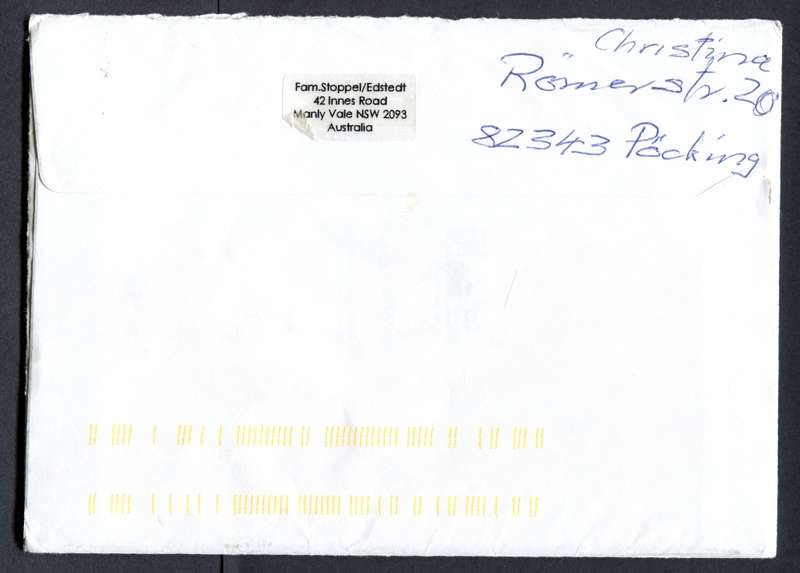 Fam.Stoppel/Edstedt
42 Innes Road
Manly Vale NSW 2093
Australia
Christina
Römerstr. 20
82343 Pöcking